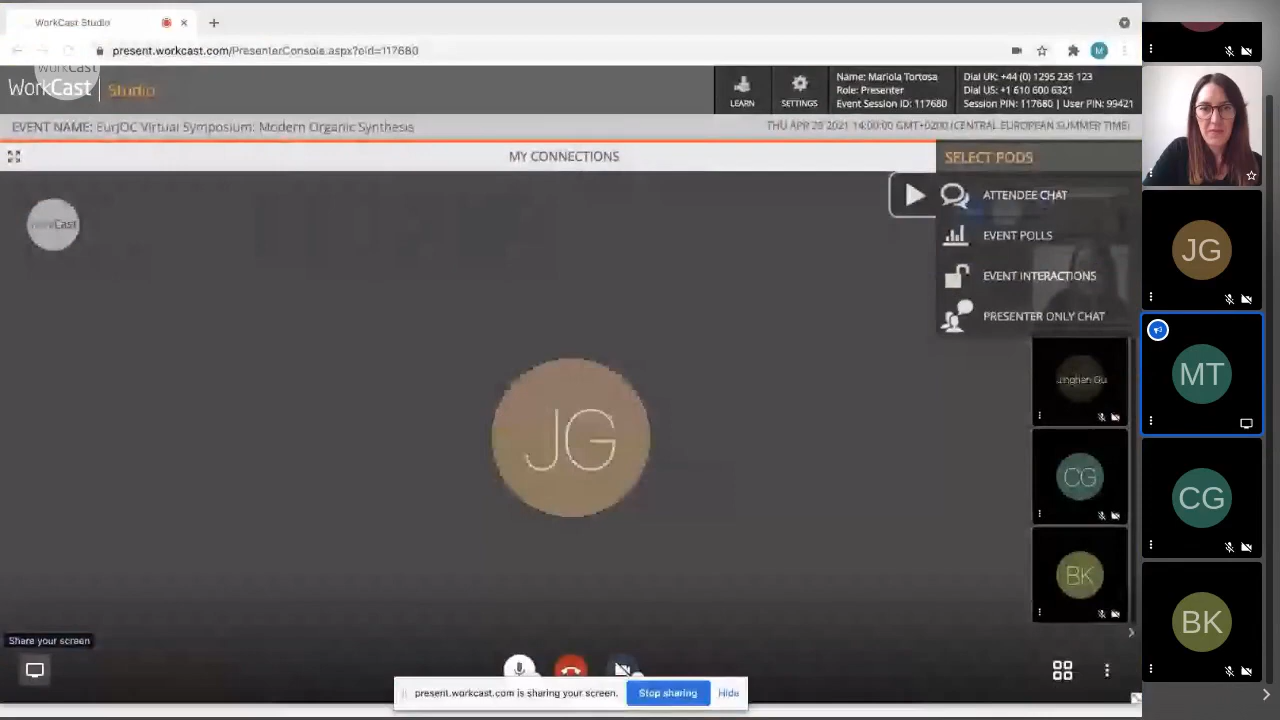 WorkCast Studio
present.workcast.com/PresenterConsole.aspx?eid=117680
M
WorkCast
WorkCast | Studio
LEARN
SETTINGS
Name: Mariola Tortosa
Role: Presenter
Event Session ID: 117680
Dial UK: +44 (0) 1295 235 123
Dial US: +1 610 600 6321
Session PIN: 117680 | User PIN: 99421
EVENT NAME: EurJOC Virtual Symposium: Modern Organic Synthesis
THU APR 29 2021 14:00:00 GMT+0200 (CENTRAL EUROPEAN SUMMER TIME)
MY CONNECTIONS
SELECT PODS
ATTENDEE CHAT
EVENT POLLS
EVENT INTERACTIONS
PRESENTER ONLY CHAT
WorkCast
JG
CG
BK
Share your screen
present.workcast.com is sharing your screen.
Stop sharing
Hide
JG
MT
CG
BK